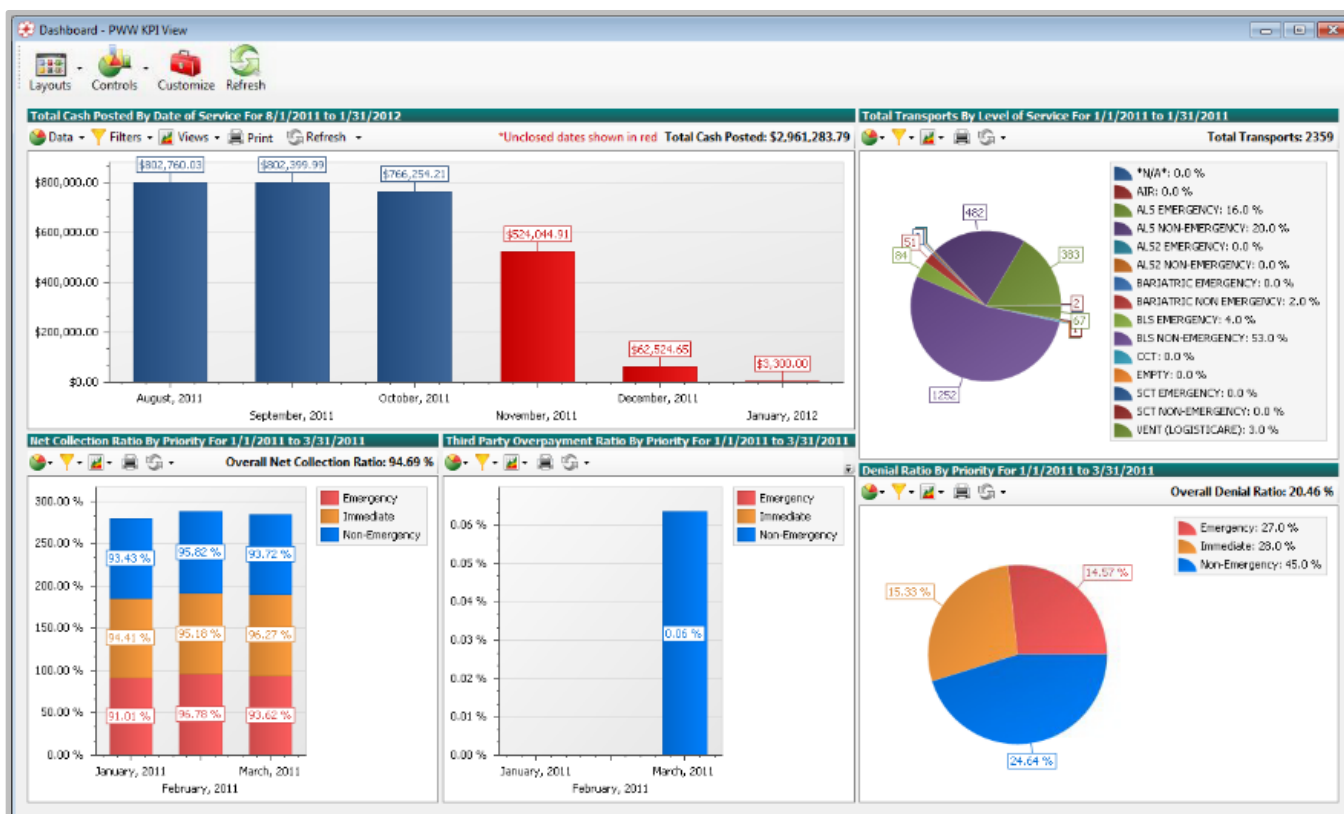 Dashboard - PWW KPI View
Layouts Controls Customize Refresh
Total Cash Posted By Date of Service For 8/1/2011 to 1/31/2012
Data Filters Views Print Refresh *Unclosed dates shown in red Total Cash Posted: $2,961,283.79
$802,760.03 $802,399.99 $766,254.21 $524,044.91 $62,524.65 $3,300.00
$800,000.00
$600,000.00
$400,000.00
$200,000.00
$0.00
August, 2011 October, 2011 December, 2011
September, 2011 November, 2011 January, 2012
Total Transports By Level of Service For 1/1/2011 to 1/31/2011
Total Transports: 2359
482
383
51
84
2
67
1252
*N/A*: 0.0 %
AIR: 0.0 %
ALS EMERGENCY: 16.0 %
ALS NON-EMERGENCY: 20.0 %
ALS2 EMERGENCY: 0.0 %
ALS2 NON-EMERGENCY: 0.0 %
BARIATRIC EMERGENCY: 0.0 %
BARIATRIC NON EMERGENCY: 2.0 %
BLS EMERGENCY: 4.0 %
BLS NON-EMERGENCY: 53.0 %
CCT: 0.0 %
EMPTY: 0.0 %
SCT EMERGENCY: 0.0 %
SCT NON-EMERGENCY: 0.0 %
VENT (LOGISTICARE): 3.0 %
Net Collection Ratio By Priority For 1/1/2011 to 3/31/2011
Overall Net Collection Ratio: 94.69 %
300.00 %
250.00 %
200.00 %
150.00 %
100.00 %
50.00 %
0.00 %
93.43 % 95.82 % 93.72 %
94.41 % 95.18 % 96.27 %
91.01 % 96.78 % 93.62 %
January, 2011 March, 2011
February, 2011
Emergency
Immediate
Non-Emergency
Third Party Overpayment Ratio By Priority For 1/1/2011 to 3/31/2011
0.06 %
0.05 %
0.04 %
0.03 %
0.02 %
0.01 %
0.00 %
0.06 %
January, 2011 March, 2011
February, 2011
Emergency
Immediate
Non-Emergency
Denial Ratio By Priority For 1/1/2011 to 3/31/2011
Overall Denial Ratio: 20.46 %
Emergency: 27.0 %
Immediate: 28.0 %
Non-Emergency: 45.0 %
14.57 %
15.33 %
24.64 %